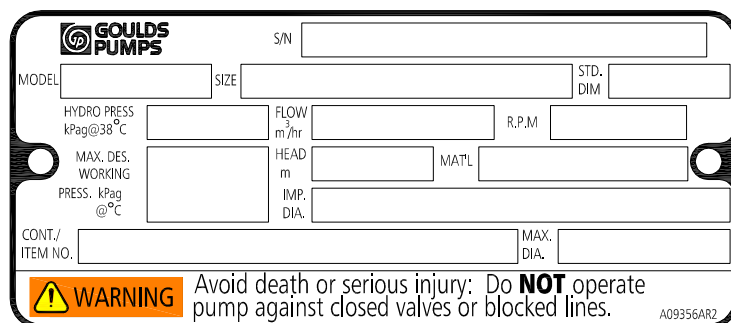 GOULDS
PUMPS
S/N
MODEL
SIZE
STD.
DIM
HYDRO PRESS
kPag@38°C
FLOW
m³/hr
R.P.M
MAX. DES.
WORKING
PRESS. kPag
@°C
HEAD
m
MAT'L
IMP.
DIA.
CONT./
ITEM NO.
MAX.
DIA.
WARNING
Avoid death or serious injury: Do NOT operate
pump against closed valves or blocked lines.
A09356AR2